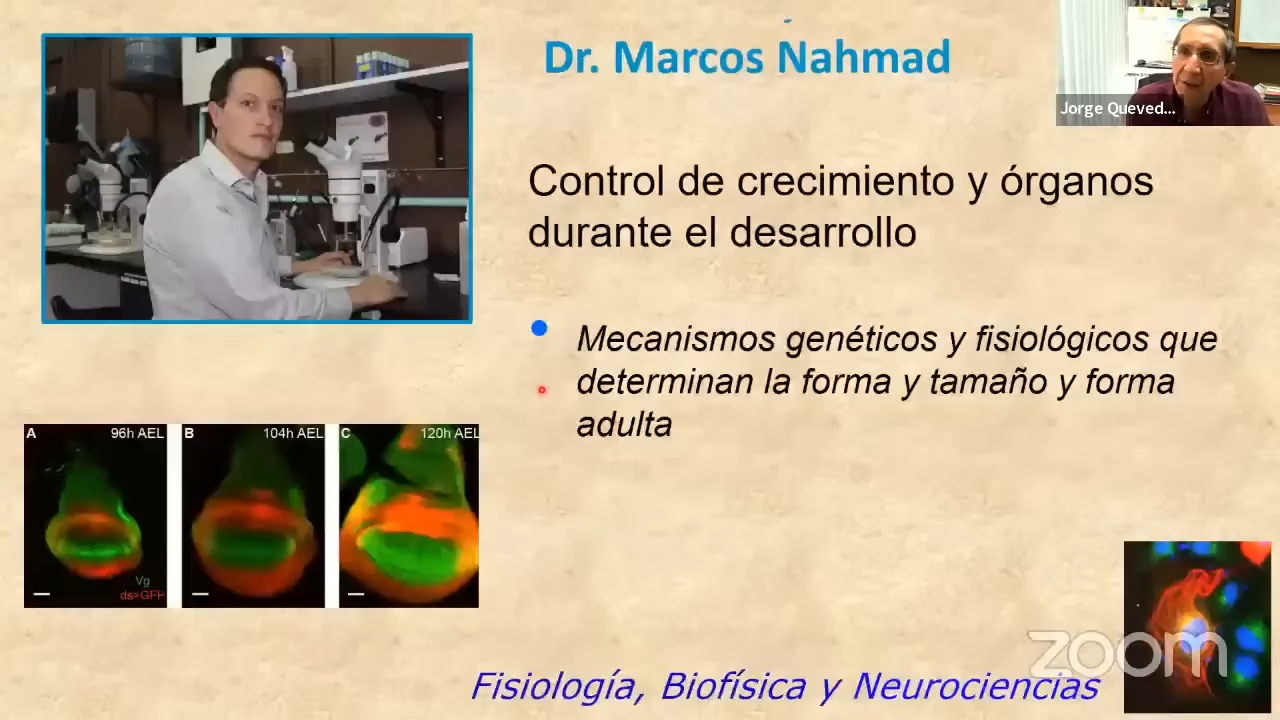 Dr. Marcos Nahmad
Jorge Queved...
Control de crecimiento y órganos
durante el desarrollo
Mecanismos genéticos y fisiológicos que
determinan la forma y tamaño y forma
adulta
A 96h AEL B 104h AEL C 120h AEL
Vg
ds>GFP
zoom
Fisiología, Biofísica y Neurociencias